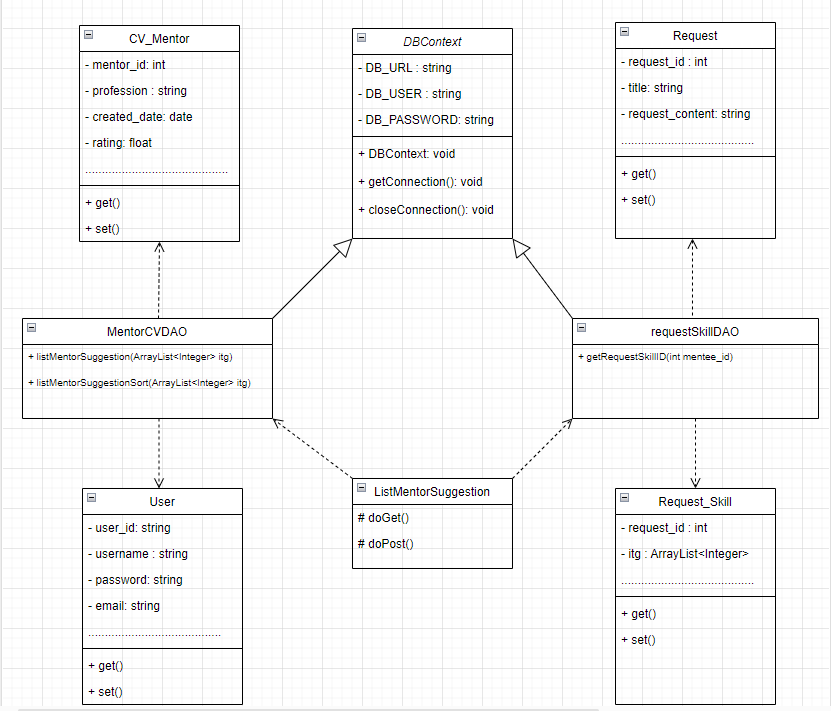 CV_Mentor
- mentor_id: int
- profession : string
- created_date: date
- rating: float
...........................................
+ get()
+ set()
DBContext
- DB_URL : string
- DB_USER : string
- DB_PASSWORD: string
+ DBContext: void
+ getConnection(): void
+ closeConnection(): void
Request
- request_id : int
- title: string
- request_content: string
........................................
+ get()
+ set()
MentorCVDAO
+ listMentorSuggestion(ArrayList<Integer> itg)
+ listMentorSuggestionSort(ArrayList<Integer> itg)
requestSkillDAO
+ getRequestSkillID(int mentee_id)
User
- user_id: string
- username : string
- password: string
- email: string
........................................
+ get()
+ set()
ListMentorSuggestion
# doGet()
# doPost()
Request_Skill
- request_id : int
- itg : ArrayList<Integer>
........................................
+ get()
+ set()